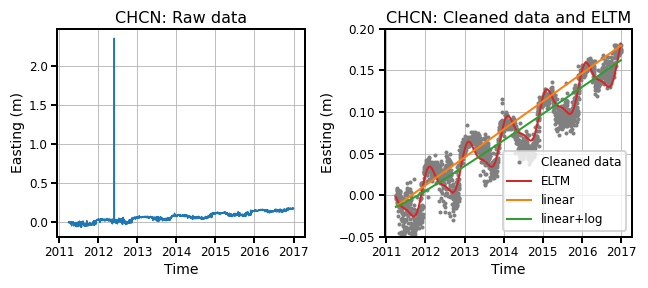 CHCN: Raw data
Easting (m)
2.0
1.5
1.0
0.5
0.0
2011 2012 2013 2014 2015 2016 2017
Time
CHCN: Cleaned data and ELTM
Easting (m)
0.20
0.15
0.10
0.05
0.00
−0.05
Cleaned data
ELTM
linear
linear+log
2011 2012 2013 2014 2015 2016 2017
Time